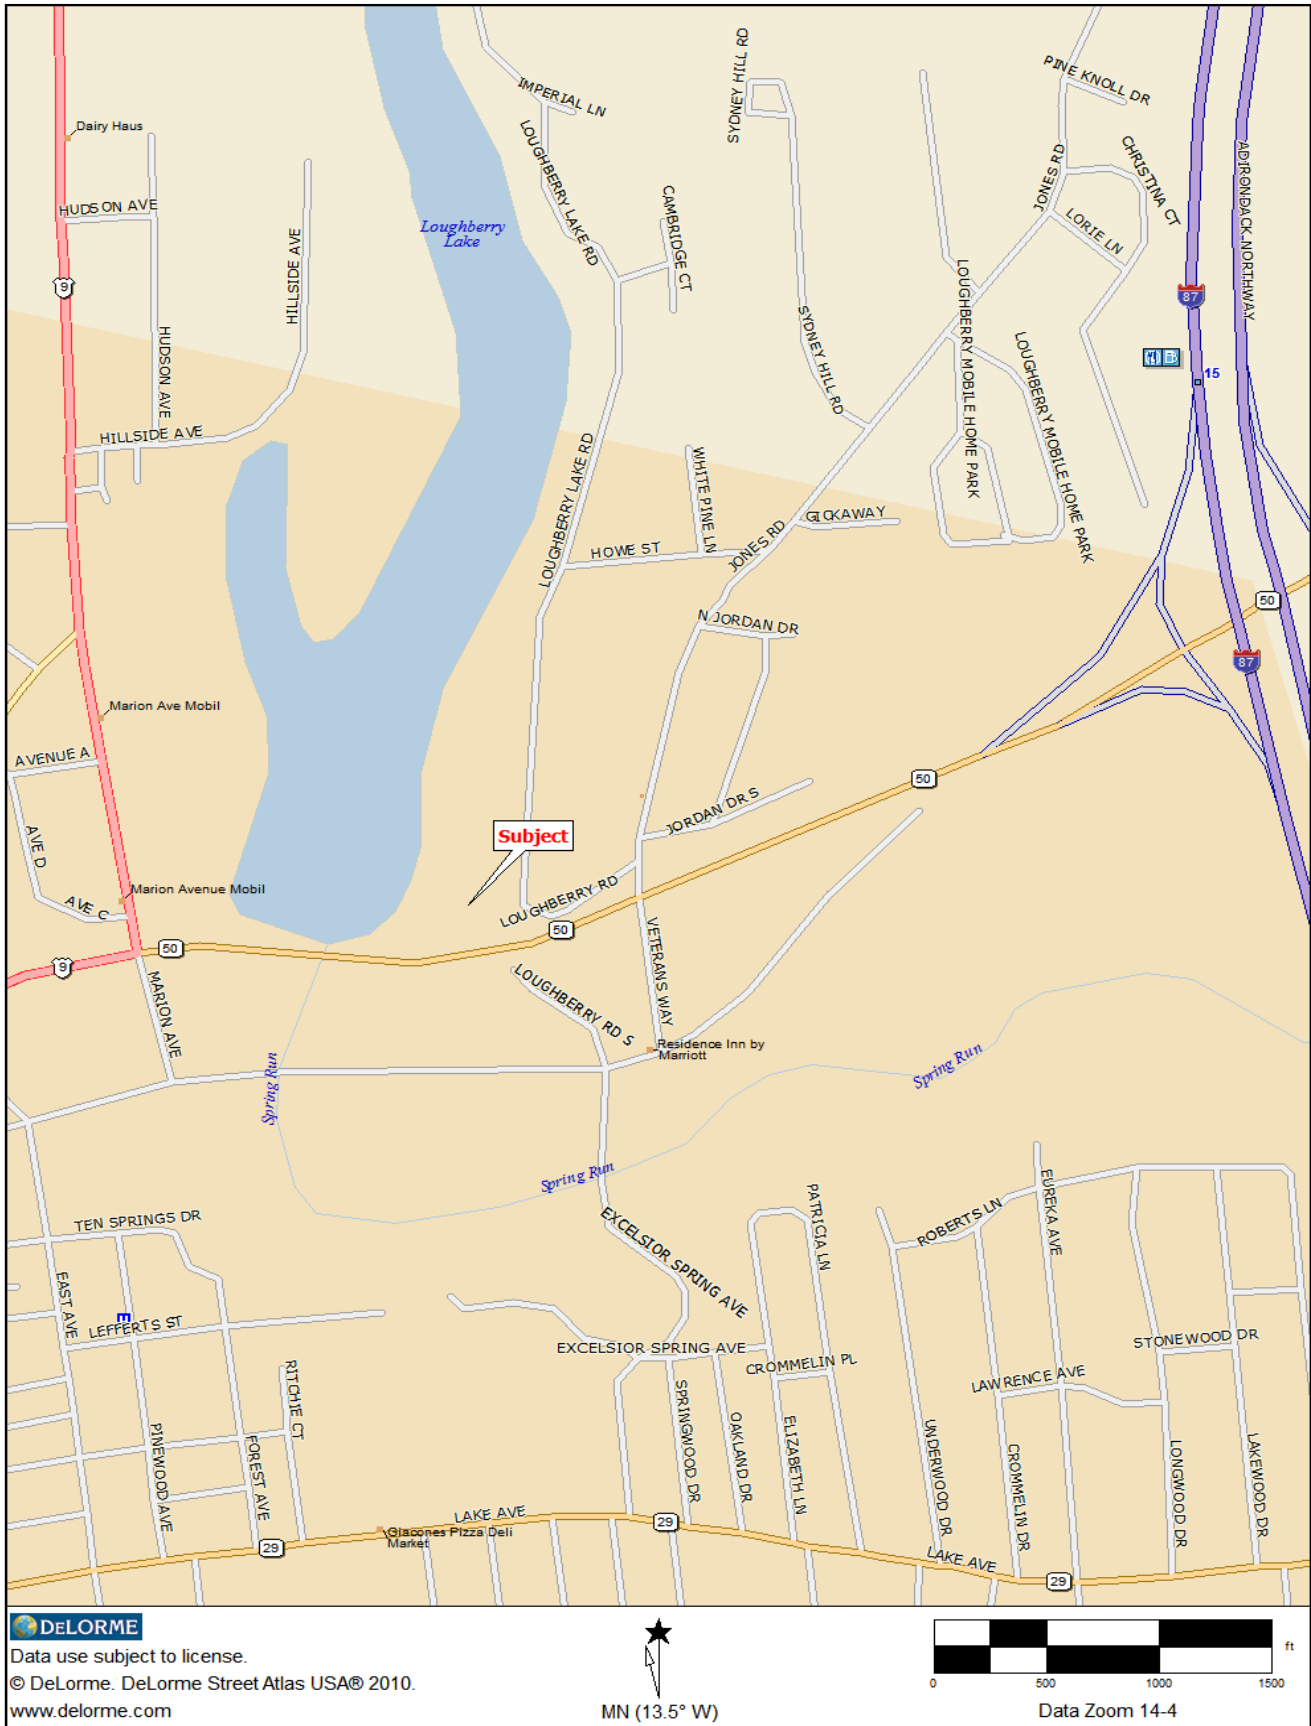 IMPERIAL LN
SYDNEY HILL RD
PINE KNOLL DR
Dairy Haus
LOUGHBERRY LAKE RD
JONES RD
CHRISTINA CT
ADIRONDACK-NORTHWAY
HUDSON AVE
Loughberry
Lake
CAMBRIDGE CT
LORIE LN
HILLSIDE AVE
9
87
LOUGHBERRY MOBILE HOME PARK
SYDNEY HILL RD
LOUGHBERRY MOBILE HOME PARK
HUDSON AVE
15
HILLSIDE AVE
LOUGHBERRY LAKE RD
WHITE PINE LN
GICKAWAY
HOWE ST
JONES RD
50
N JORDAN DR
87
Marion Ave Mobil
AVENUE A
50
JORDAN DR S
AVE D
Subject
Marion Avenue Mobil
AVE C
LOUGHBERRY RD
50
50
9
VETERANS WAY
MARION AVE
LOUGHBERRY RD S
Residence Inn by
Marriott
Spring Run
Spring Run
Spring Run
TEN SPRINGS DR
PATRICIA LN
ROBERTS LN
EUREKA AVE
EXCELSIOR SPRING AVE
EAST AVE
E
LEFFERTS ST
EXCELSIOR SPRING AVE
STONEWOOD DR
CROMMELIN PL
LAWRENCE AVE
RITCHIE CT
SPRINGWOOD DR
OAKLAND DR
ELIZABETH LN
UNDERWOOD DR
CROMMELIN DR
LONGWOOD DR
LAKEWOOD DR
PINEWOOD AVE
FOREST AVE
LAKE AVE
29
Giacones Pizza Deli
Market
29
LAKE AVE
29
DELORME
Data use subject to license.
© DeLorme. DeLorme Street Atlas USA® 2010.
www.delorme.com
MN (13.5° W)
ft
0 500 1000 1500
Data Zoom 14-4